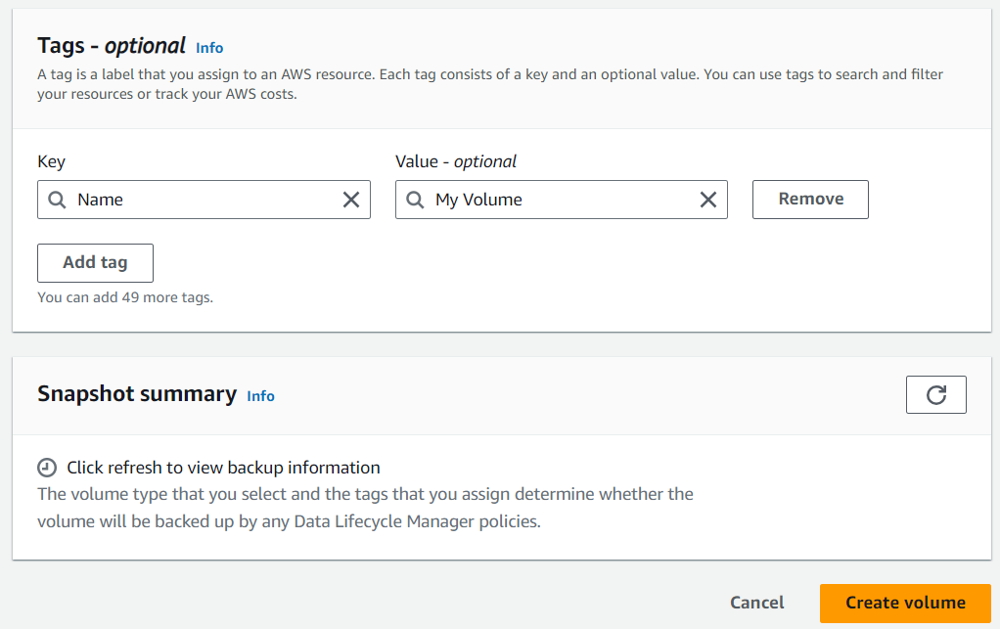 Tags - optional Info
A tag is a label that you assign to an AWS resource. Each tag consists of a key and an optional value. You can use tags to search and filter
your resources or track your AWS costs.
Key
Value - optional
Name
My Volume
Remove
Add tag
You can add 49 more tags.
Snapshot summary Info
Click refresh to view backup information
The volume type that you select and the tags that you assign determine whether the
volume will be backed up by any Data Lifecycle Manager policies.
Cancel
Create volume